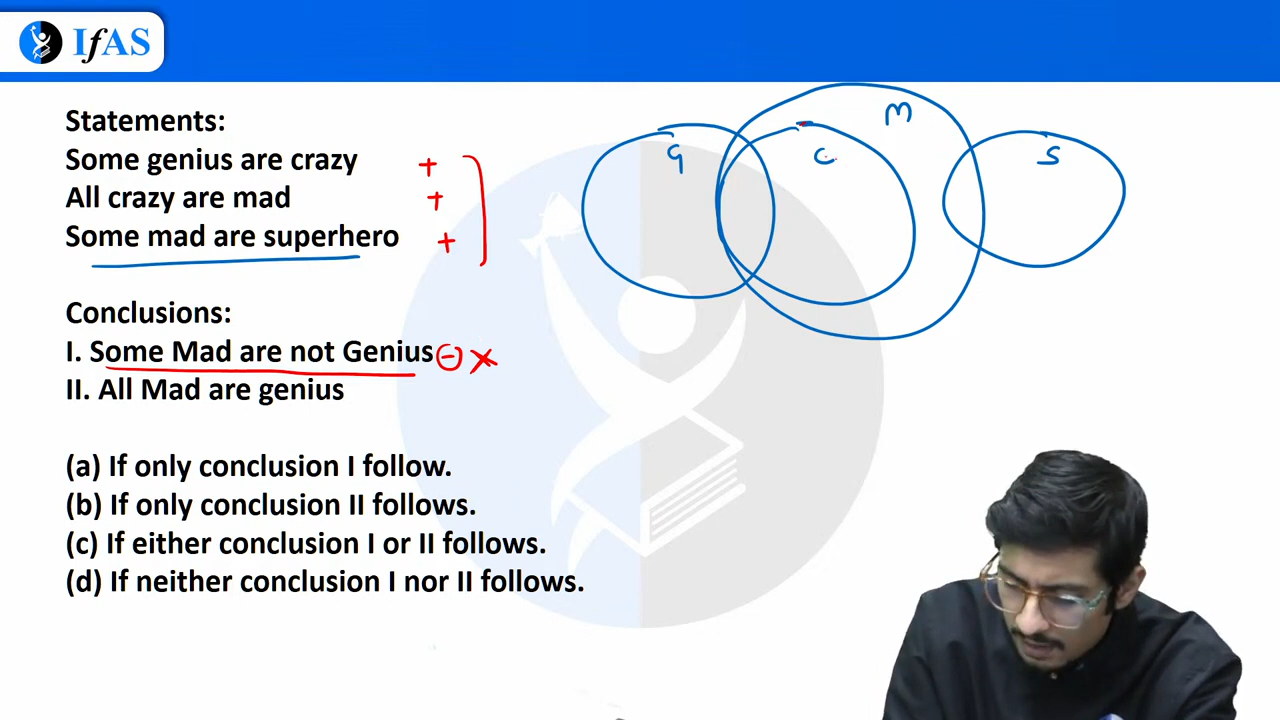 IfAS
Statements:
Some genius are crazy +
All crazy are mad +
Some mad are superhero +
Conclusions:
I. Some Mad are not Genius - ×
II. All Mad are genius
(a) If only conclusion I follow.
(b) If only conclusion II follows.
(c) If either conclusion I or II follows.
(d) If neither conclusion I nor II follows.
G
C
M
S